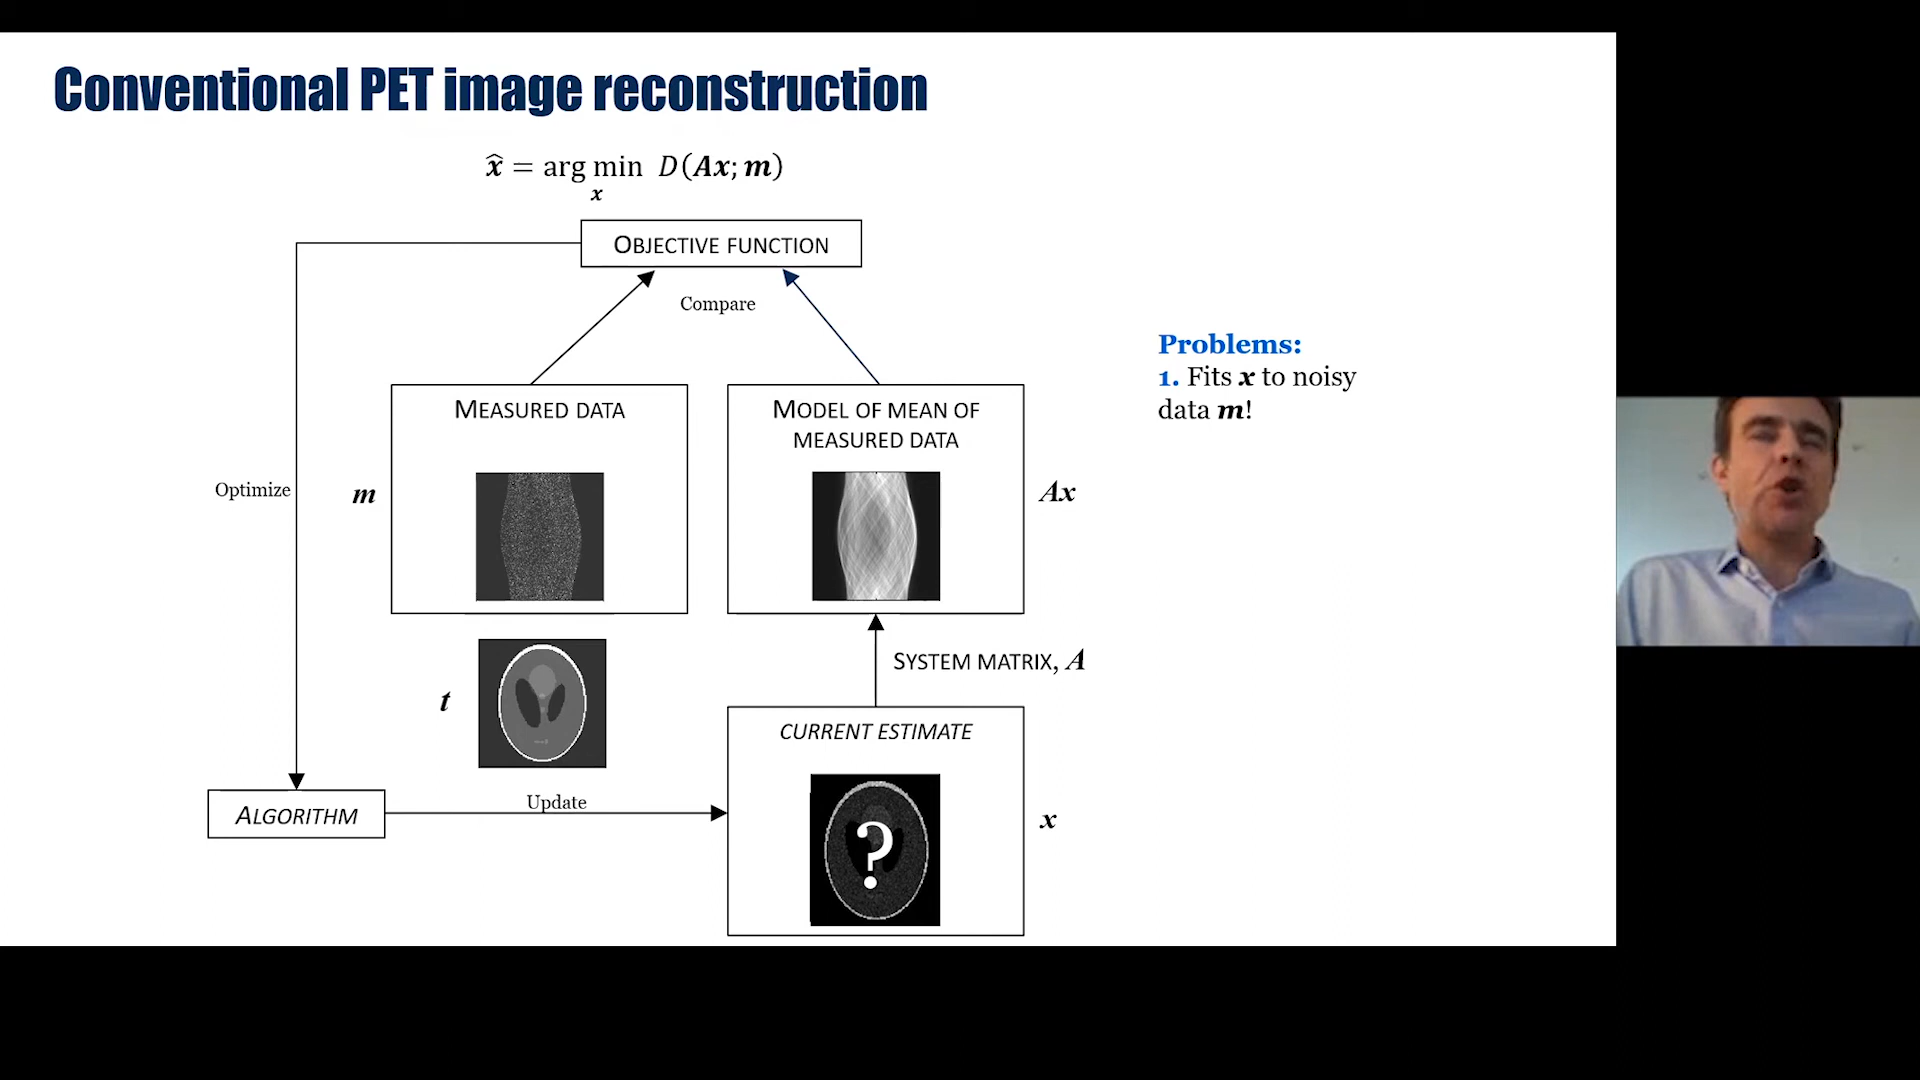 Conventional PET image reconstruction
x̂ = arg min D(Ax; m)
x
OBJECTIVE FUNCTION
Compare
MEASURED DATA
MODEL OF MEAN OF
MEASURED DATA
Problems:
1. Fits x to noisy
data m!
Optimize
m
Ax
SYSTEM MATRIX, A
t
CURRENT ESTIMATE
?
x
Update
ALGORITHM